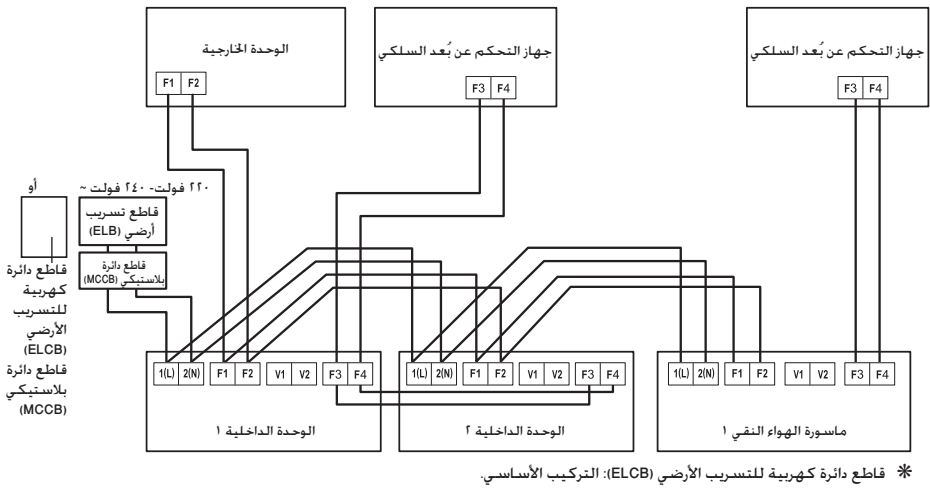 الوحدة الخارجية
F1 F2
جهاز التحكم عن بُعد السلكي
F3 F4
جهاز التحكم عن بُعد السلكي
F3 F4
٢٢٠ فولت- ٢٤٠ فولت ~
قاطع تسريب
أرضي (ELB)
قاطع دائرة
بلاستيكي (MCCB)
أو
قاطع دائرة
كهربية
للتسريب
الأرضي
(ELCB)
قاطع دائرة
بلاستيكي
(MCCB)
1(L) 2(N) F1 F2 V1 V2 F3 F4
الوحدة الداخلية ١
1(L) 2(N) F1 F2 V1 V2 F3 F4
الوحدة الداخلية ٢
1(L) 2(N) F1 F2 V1 V2 F3 F4
ماسورة الهواء النقي ١
✻ قاطع دائرة كهربية للتسريب الأرضي (ELCB): التركيب الأساسي.